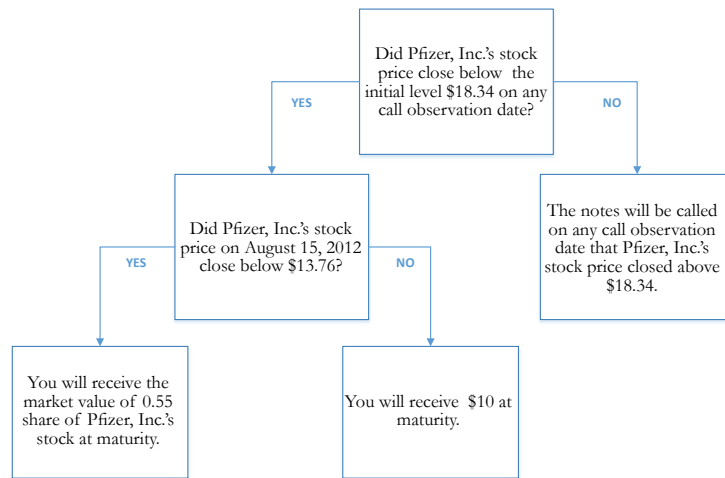 Did Pfizer, Inc.'s stock
price close below the
initial level $18.34 on any
call observation date?
YES
NO
Did Pfizer, Inc.'s stock
price on August 15, 2012
close below $13.76?
The notes will be called
on any call observation
date that Pfizer, Inc.'s
stock price closed above
$18.34.
YES
NO
You will receive the
market value of 0.55
share of Pfizer, Inc.'s
stock at maturity.
You will receive $10 at
maturity.